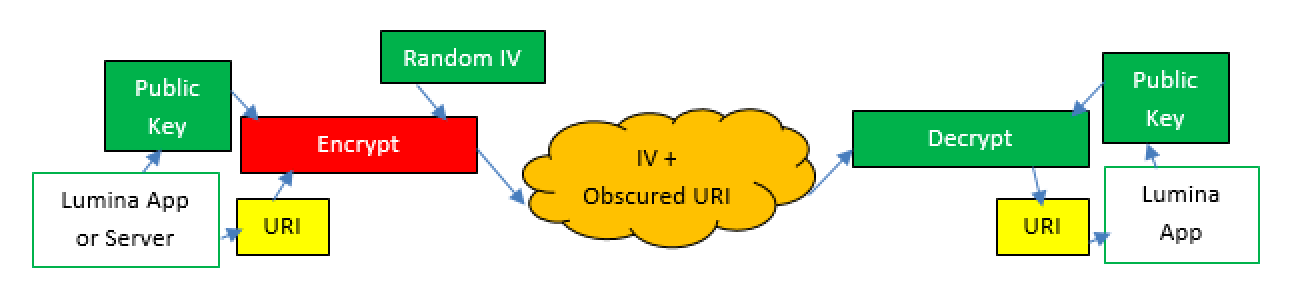 Public
Key
Lumina App
or Server
URI
Encrypt
Random IV
IV +
Obscured URI
Decrypt
Public
Key
URI
Lumina
App